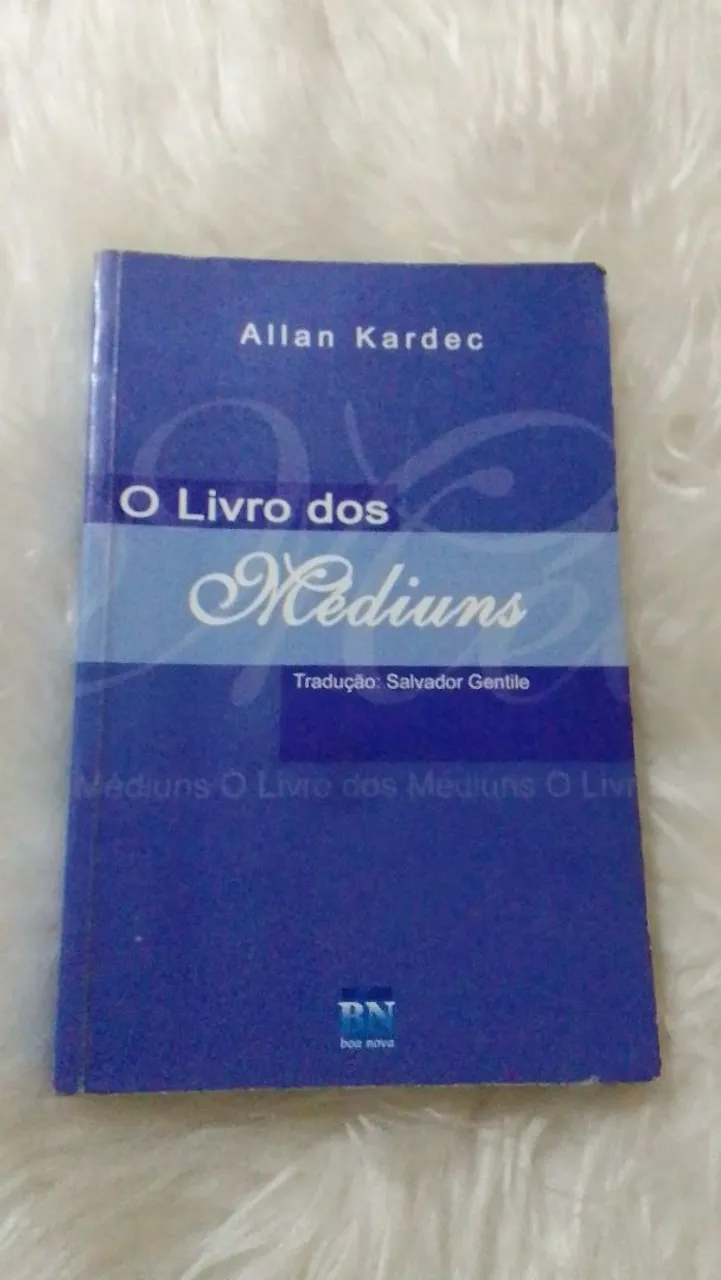 Allan Kardec
O Livro dos
Médiuns
Tradução: Salvador Gentile
Médiuns O Livro dos Médiuns O Livr
BN
boa nova